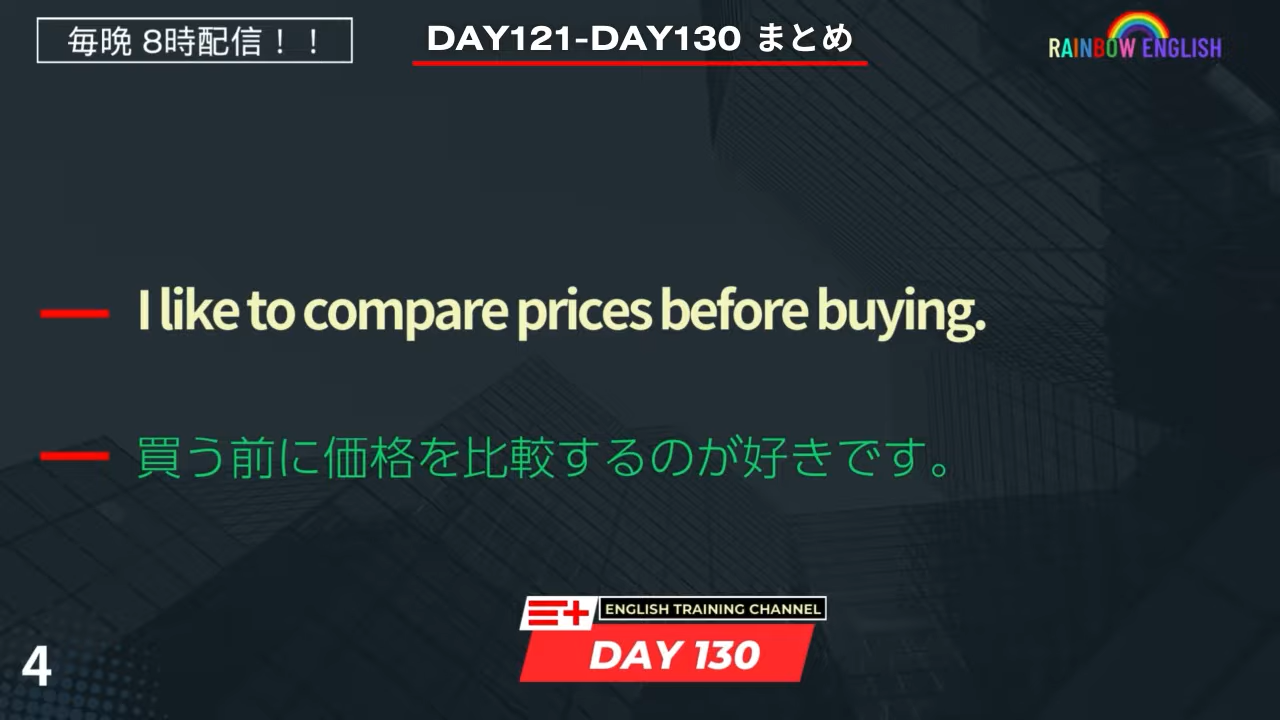 毎晩 8時配信！！
DAY121-DAY130 まとめ
RAINBOW ENGLISH
I like to compare prices before buying.
買う前に価格を比較するのが好きです。
ENGLISH TRAINING CHANNEL
DAY 130
4